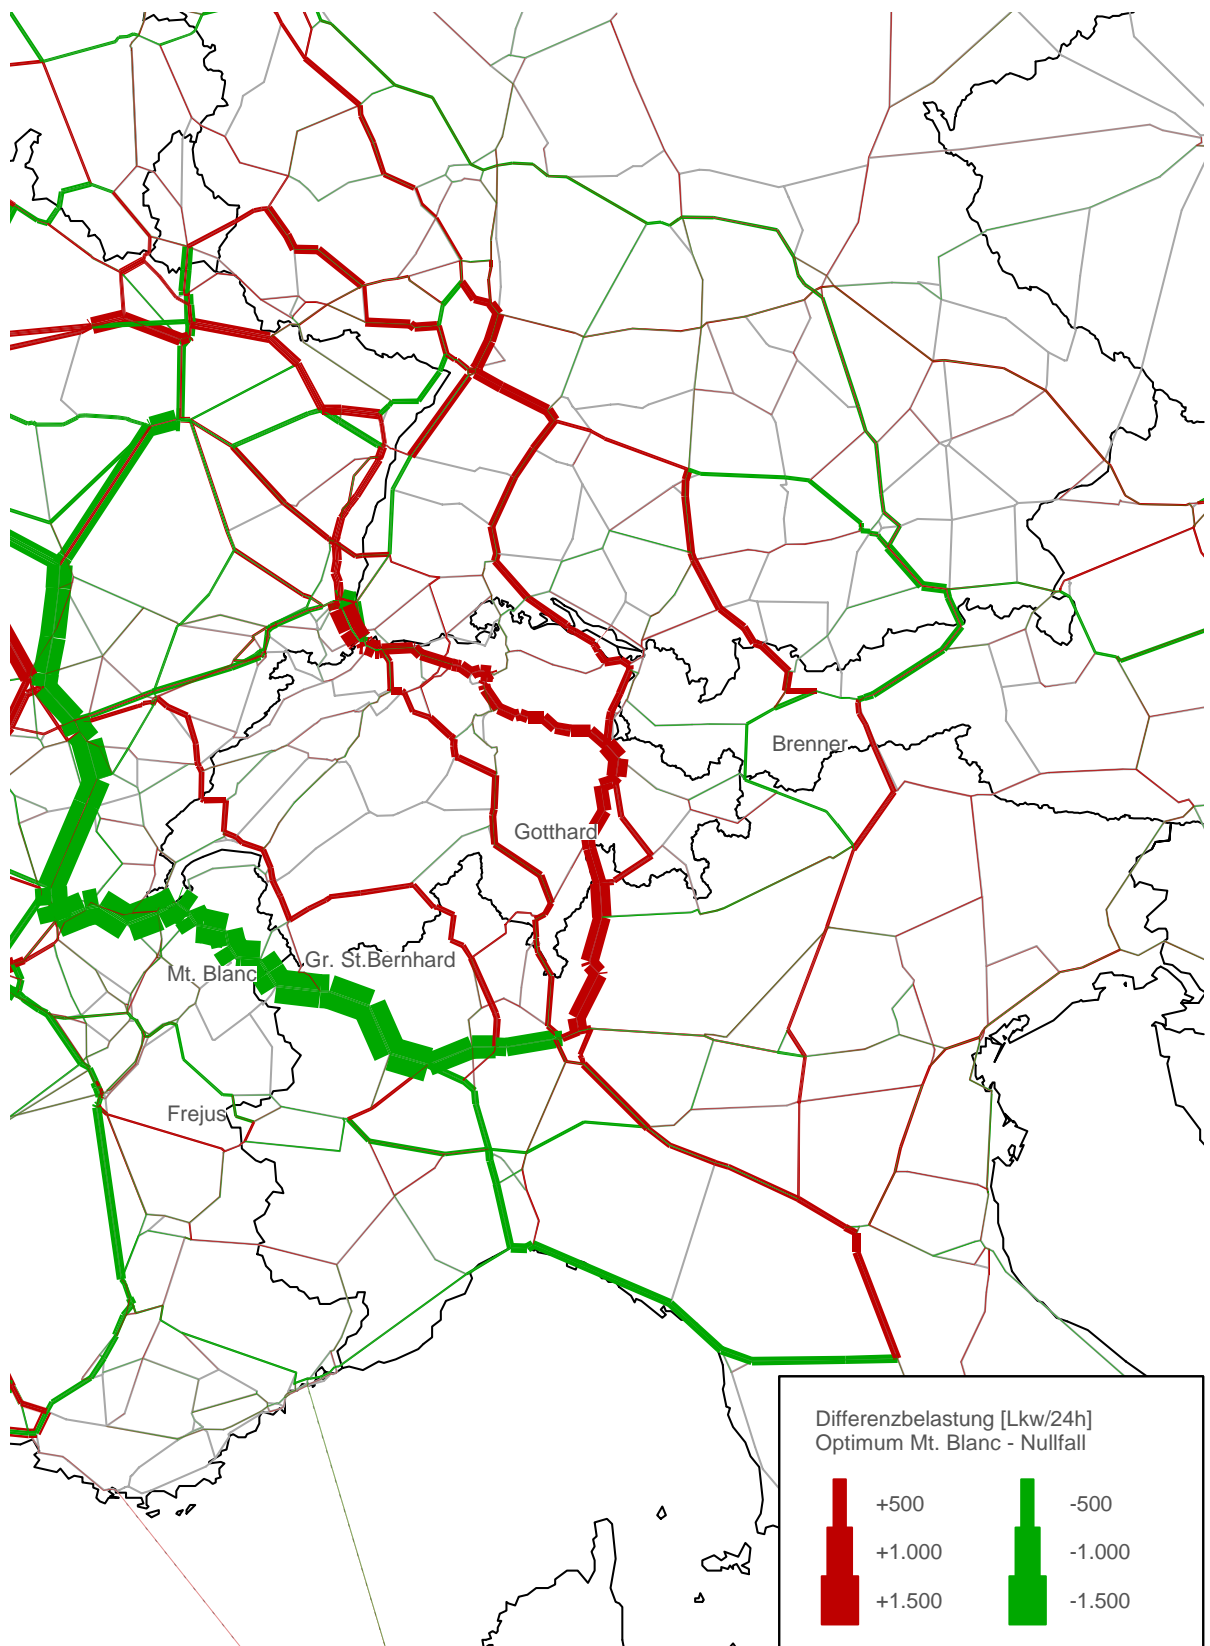 Brenner
Gotthard
Gr. St.Bernhard
Mt. Blanc
Frejus
Differenzbelastung [Lkw/24h]
Optimum Mt. Blanc - Nullfall
+500 -500
+1.000 -1.000
+1.500 -1.500